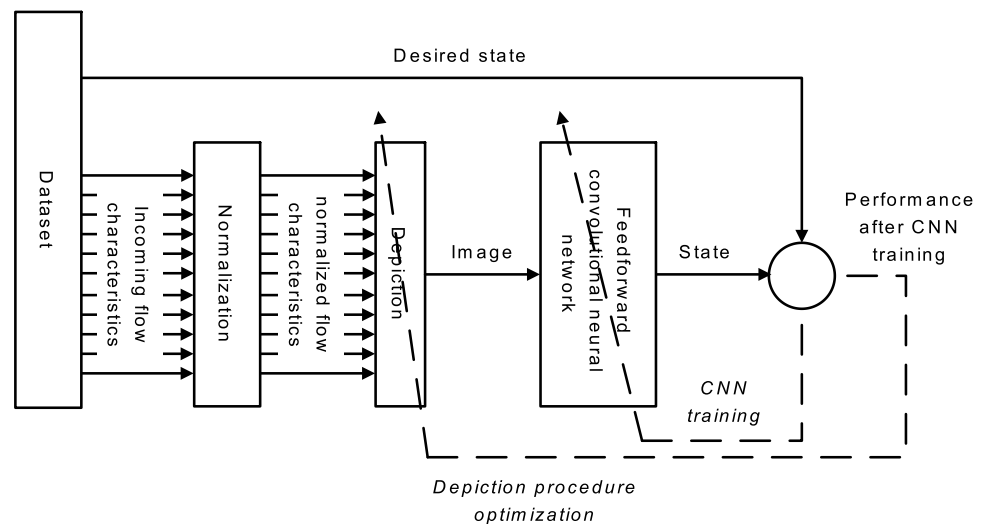 Desired state
Dataset
Incoming flow
characteristics
Normalization
normalized flow
characteristics
Depiction
Image
Feedforward
convolutional neural
network
State
Performance
after CNN
training
CNN
training
Depiction procedure
optimization